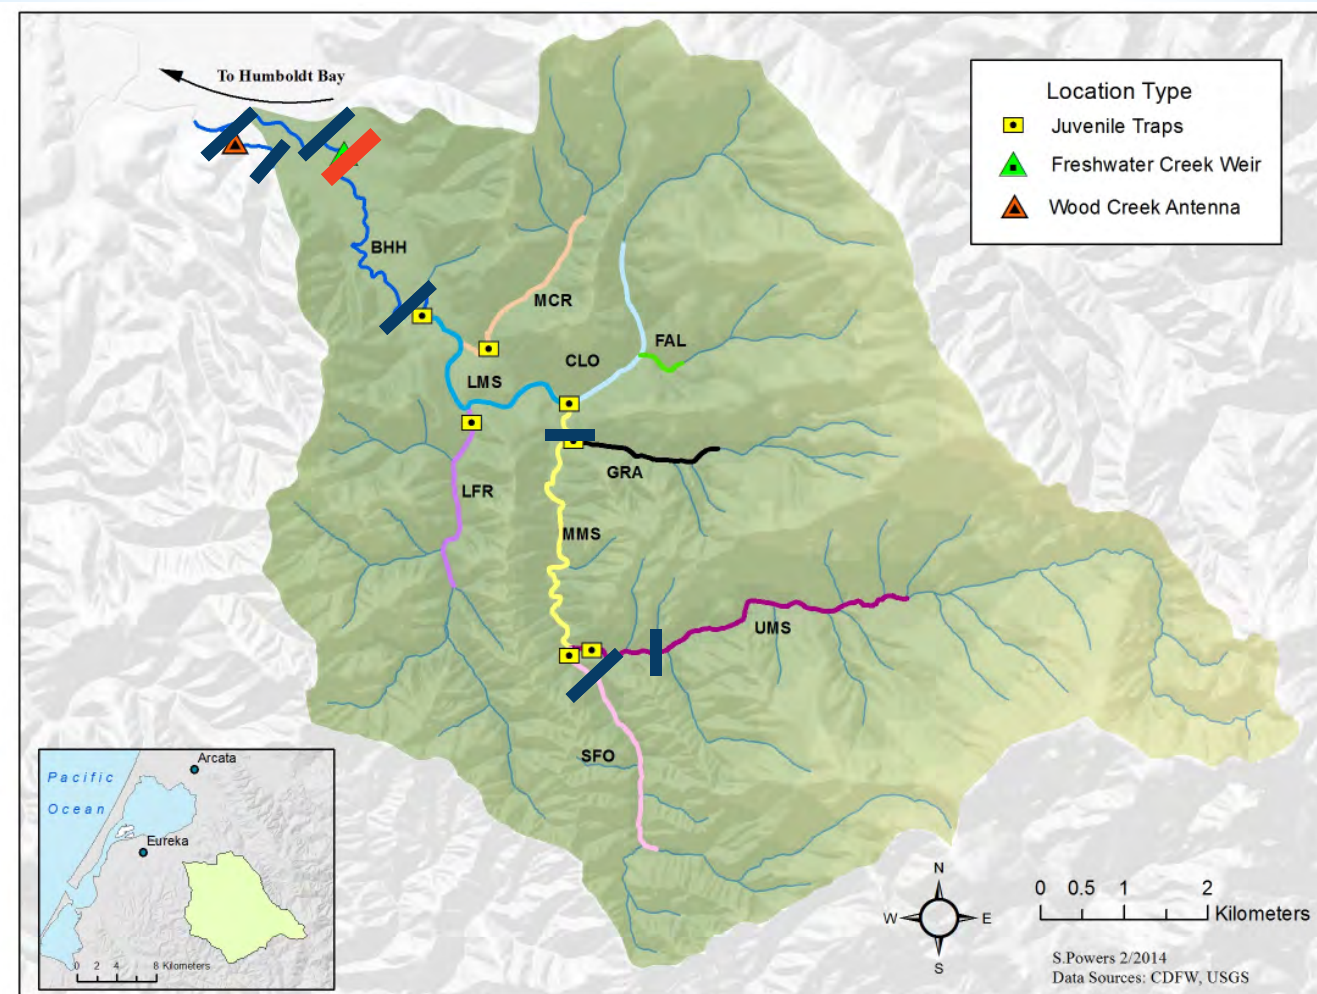 To Humboldt Bay
Location Type
Juvenile Traps
Freshwater Creek Weir
Wood Creek Antenna
BHH
MCR
FAL
CLO
LMS
GRA
LFR
MMS
UMS
SFO
Arcata
Pacific
Ocean
Eureka
0 2 4 8 Kilometers
N
W E
S
0 0.5 1 2
Kilometers
S.Powers 2/2014
Data Sources: CDFW, USGS